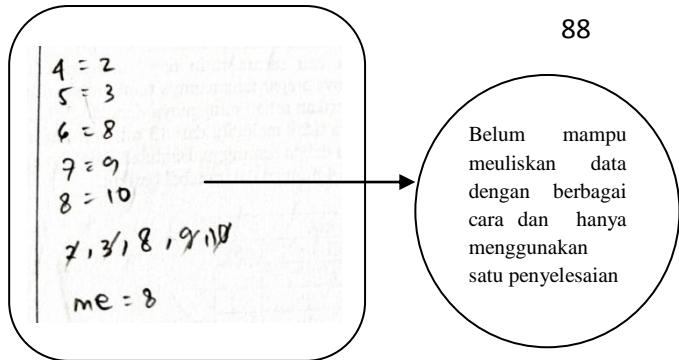 88
4 = 2
5 = 3
6 = 8
7 = 9
8 = 10
2, 3, 8, 9, 10
me = 8
Belum mampu
meuliskan data
dengan berbagai
cara dan hanya
menggunakan
satu penyelesaian